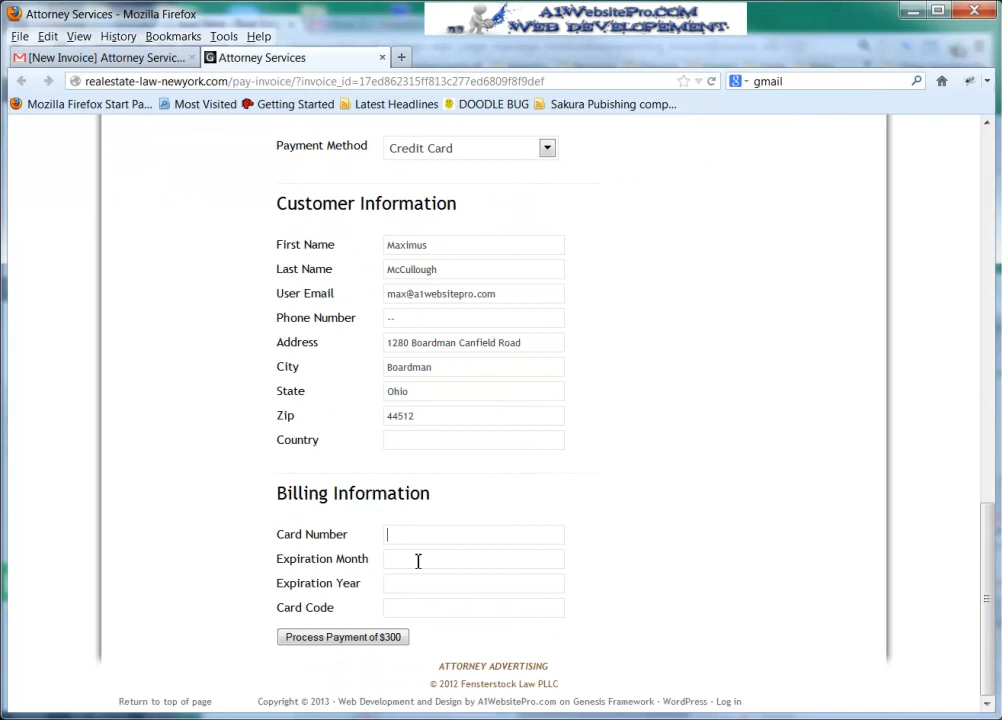 Attorney Services - Mozilla Firefox
A1WebsitePro.COM
WEB DEVELOPEMENT
File Edit View History Bookmarks Tools Help
[New Invoice] Attorney Servic... Attorney Services
realestate-law-newyork.com/pay-invoice/?invoice_id=17ed862315ff813c277ed6809f8f9def gmail
Mozilla Firefox Start Pa... Most Visited Getting Started Latest Headlines DOODLE BUG Sakura Pubishing comp...
Payment Method Credit Card
Customer Information
First Name Maximus
Last Name McCullough
User Email max@a1websitepro.com
Phone Number --
Address 1280 Boardman Canfield Road
City Boardman
State Ohio
Zip 44512
Country
Billing Information
Card Number
Expiration Month
Expiration Year
Card Code
Process Payment of $300
ATTORNEY ADVERTISING
© 2012 Fensterstock Law PLLC
Return to top of page Copyright © 2013 - Web Development and Design by A1WebsitePro.com on Genesis Framework - WordPress - Log in